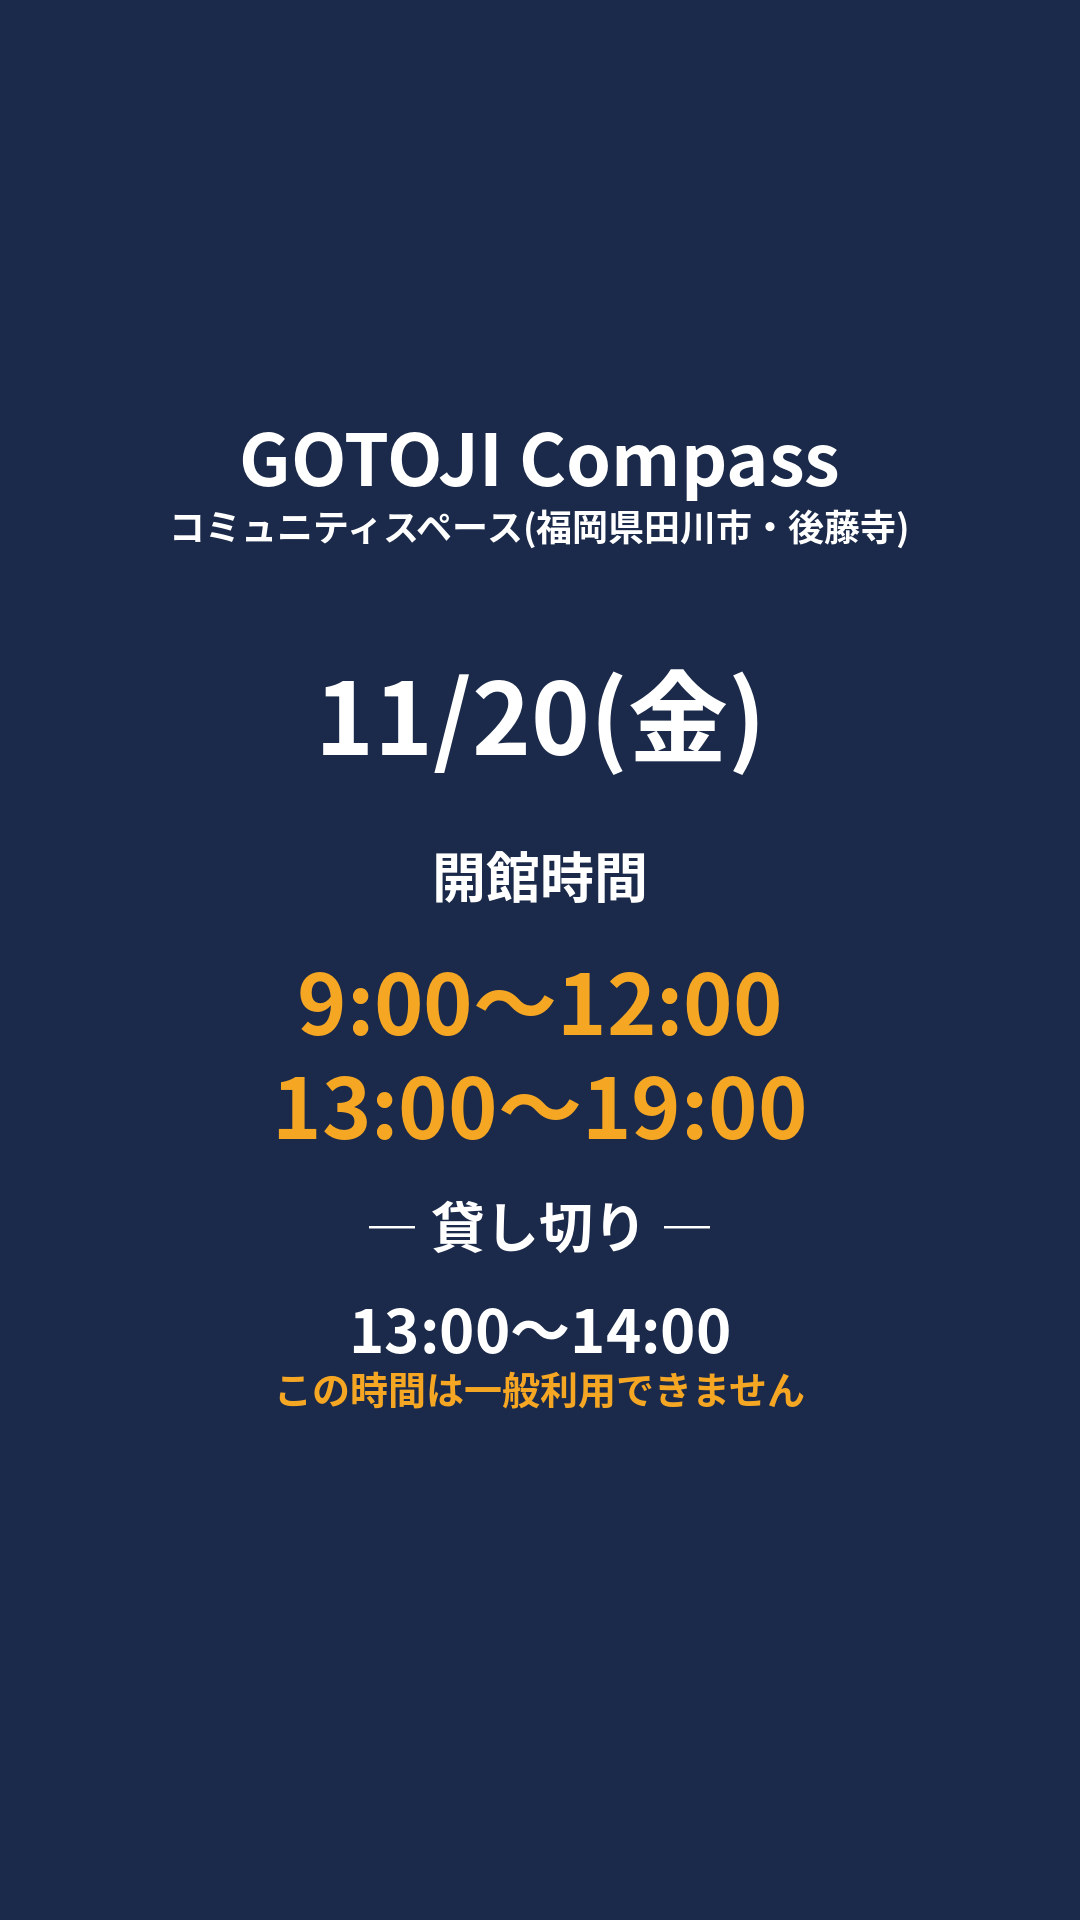 GOTOJI Compass
コミュニティスペース(福岡県田川市・後藤寺)
11/20(金)
開館時間
9:00〜12:00
13:00〜19:00
― 貸し切り ―
13:00〜14:00
この時間は一般利用できません